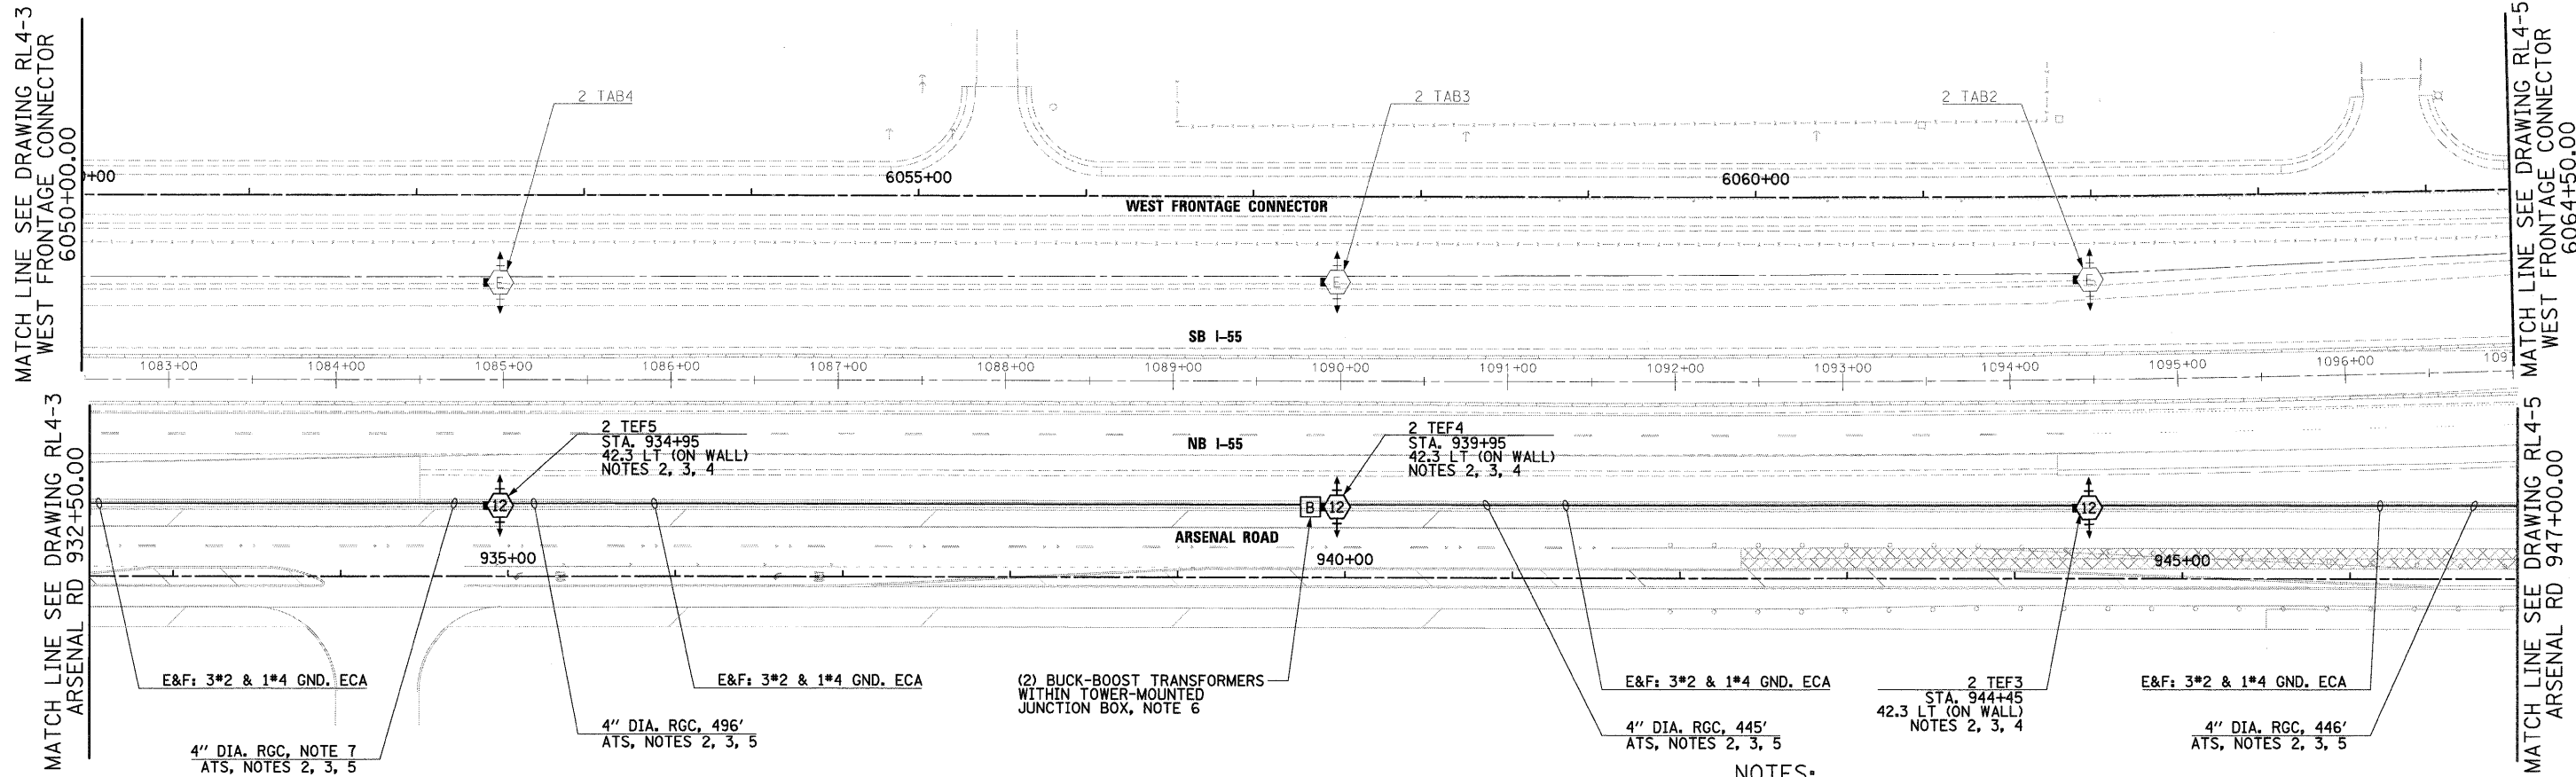 MATCH LINE SEE DRAWING RL4-3
WEST FRONTAGE CONNECTOR
6050+00.00
2 TAB4
2 TAB3
2 TAB2
+00
6055+00
6060+00
WEST FRONTAGE CONNECTOR
E
E
E
SB I-55
1083+00
1084+00
1085+00
1086+00
1087+00
1088+00
1089+00
1090+00
1091+00
1092+00
1093+00
1094+00
1095+00
1096+00
109
MATCH LINE SEE DRAWING RL4-5
WEST FRONTAGE CONNECTOR
6064+50.00
MATCH LINE SEE DRAWING RL4-3
ARSENAL RD 932+50.00
2 TEF5
STA. 934+95
42.3 LT (ON WALL)
NOTES 2, 3, 4
NB I-55
2 TEF4
STA. 939+95
42.3 LT (ON WALL)
NOTES 2, 3, 4
12
B
12
12
ARSENAL ROAD
935+00
940+00
945+00
E&F: 3#2 & 1#4 GND. ECA
4" DIA. RGC, NOTE 7
ATS, NOTES 2, 3, 5
4" DIA. RGC, 496'
ATS, NOTES 2, 3, 5
E&F: 3#2 & 1#4 GND. ECA
(2) BUCK-BOOST TRANSFORMERS
WITHIN TOWER-MOUNTED
JUNCTION BOX, NOTE 6
E&F: 3#2 & 1#4 GND. ECA
4" DIA. RGC, 445'
ATS, NOTES 2, 3, 5
2 TEF3
STA. 944+45
42.3 LT (ON WALL)
NOTES 2, 3, 4
E&F: 3#2 & 1#4 GND. ECA
4" DIA. RGC, 446'
ATS, NOTES 2, 3, 5
MATCH LINE SEE DRAWING RL4-5
ARSENAL RD 947+00.00
NOTES: